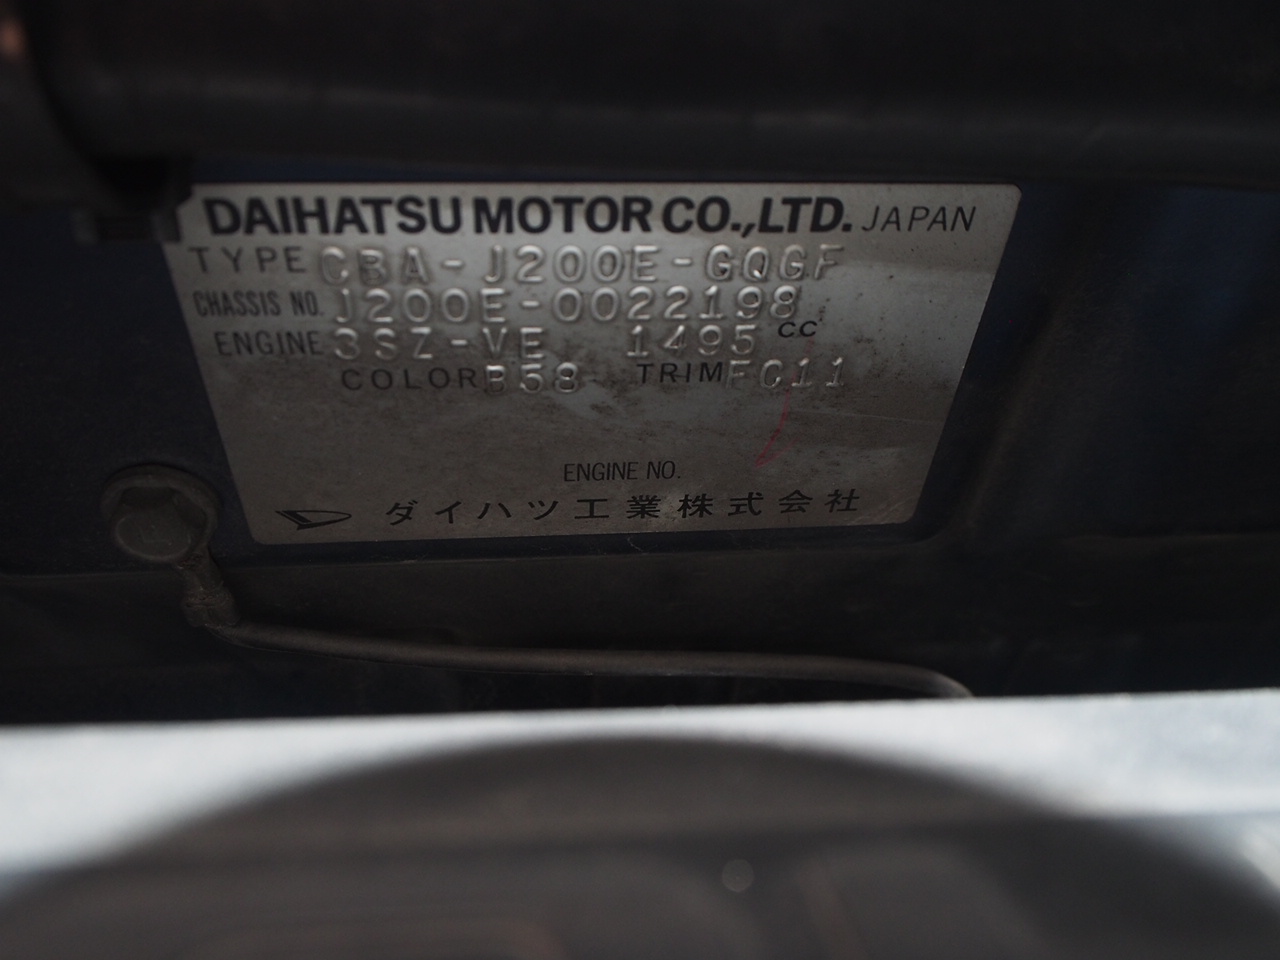 DAIHATSU MOTOR CO.,LTD. JAPAN
TYPE CBA-J200E-GQGF
CHASSIS NO. J200E-0022198
ENGINE 3SZ-VE 1495 CC
COLOR B58 TRIM FC11
ENGINE NO.
ダイハツ工業株式会社